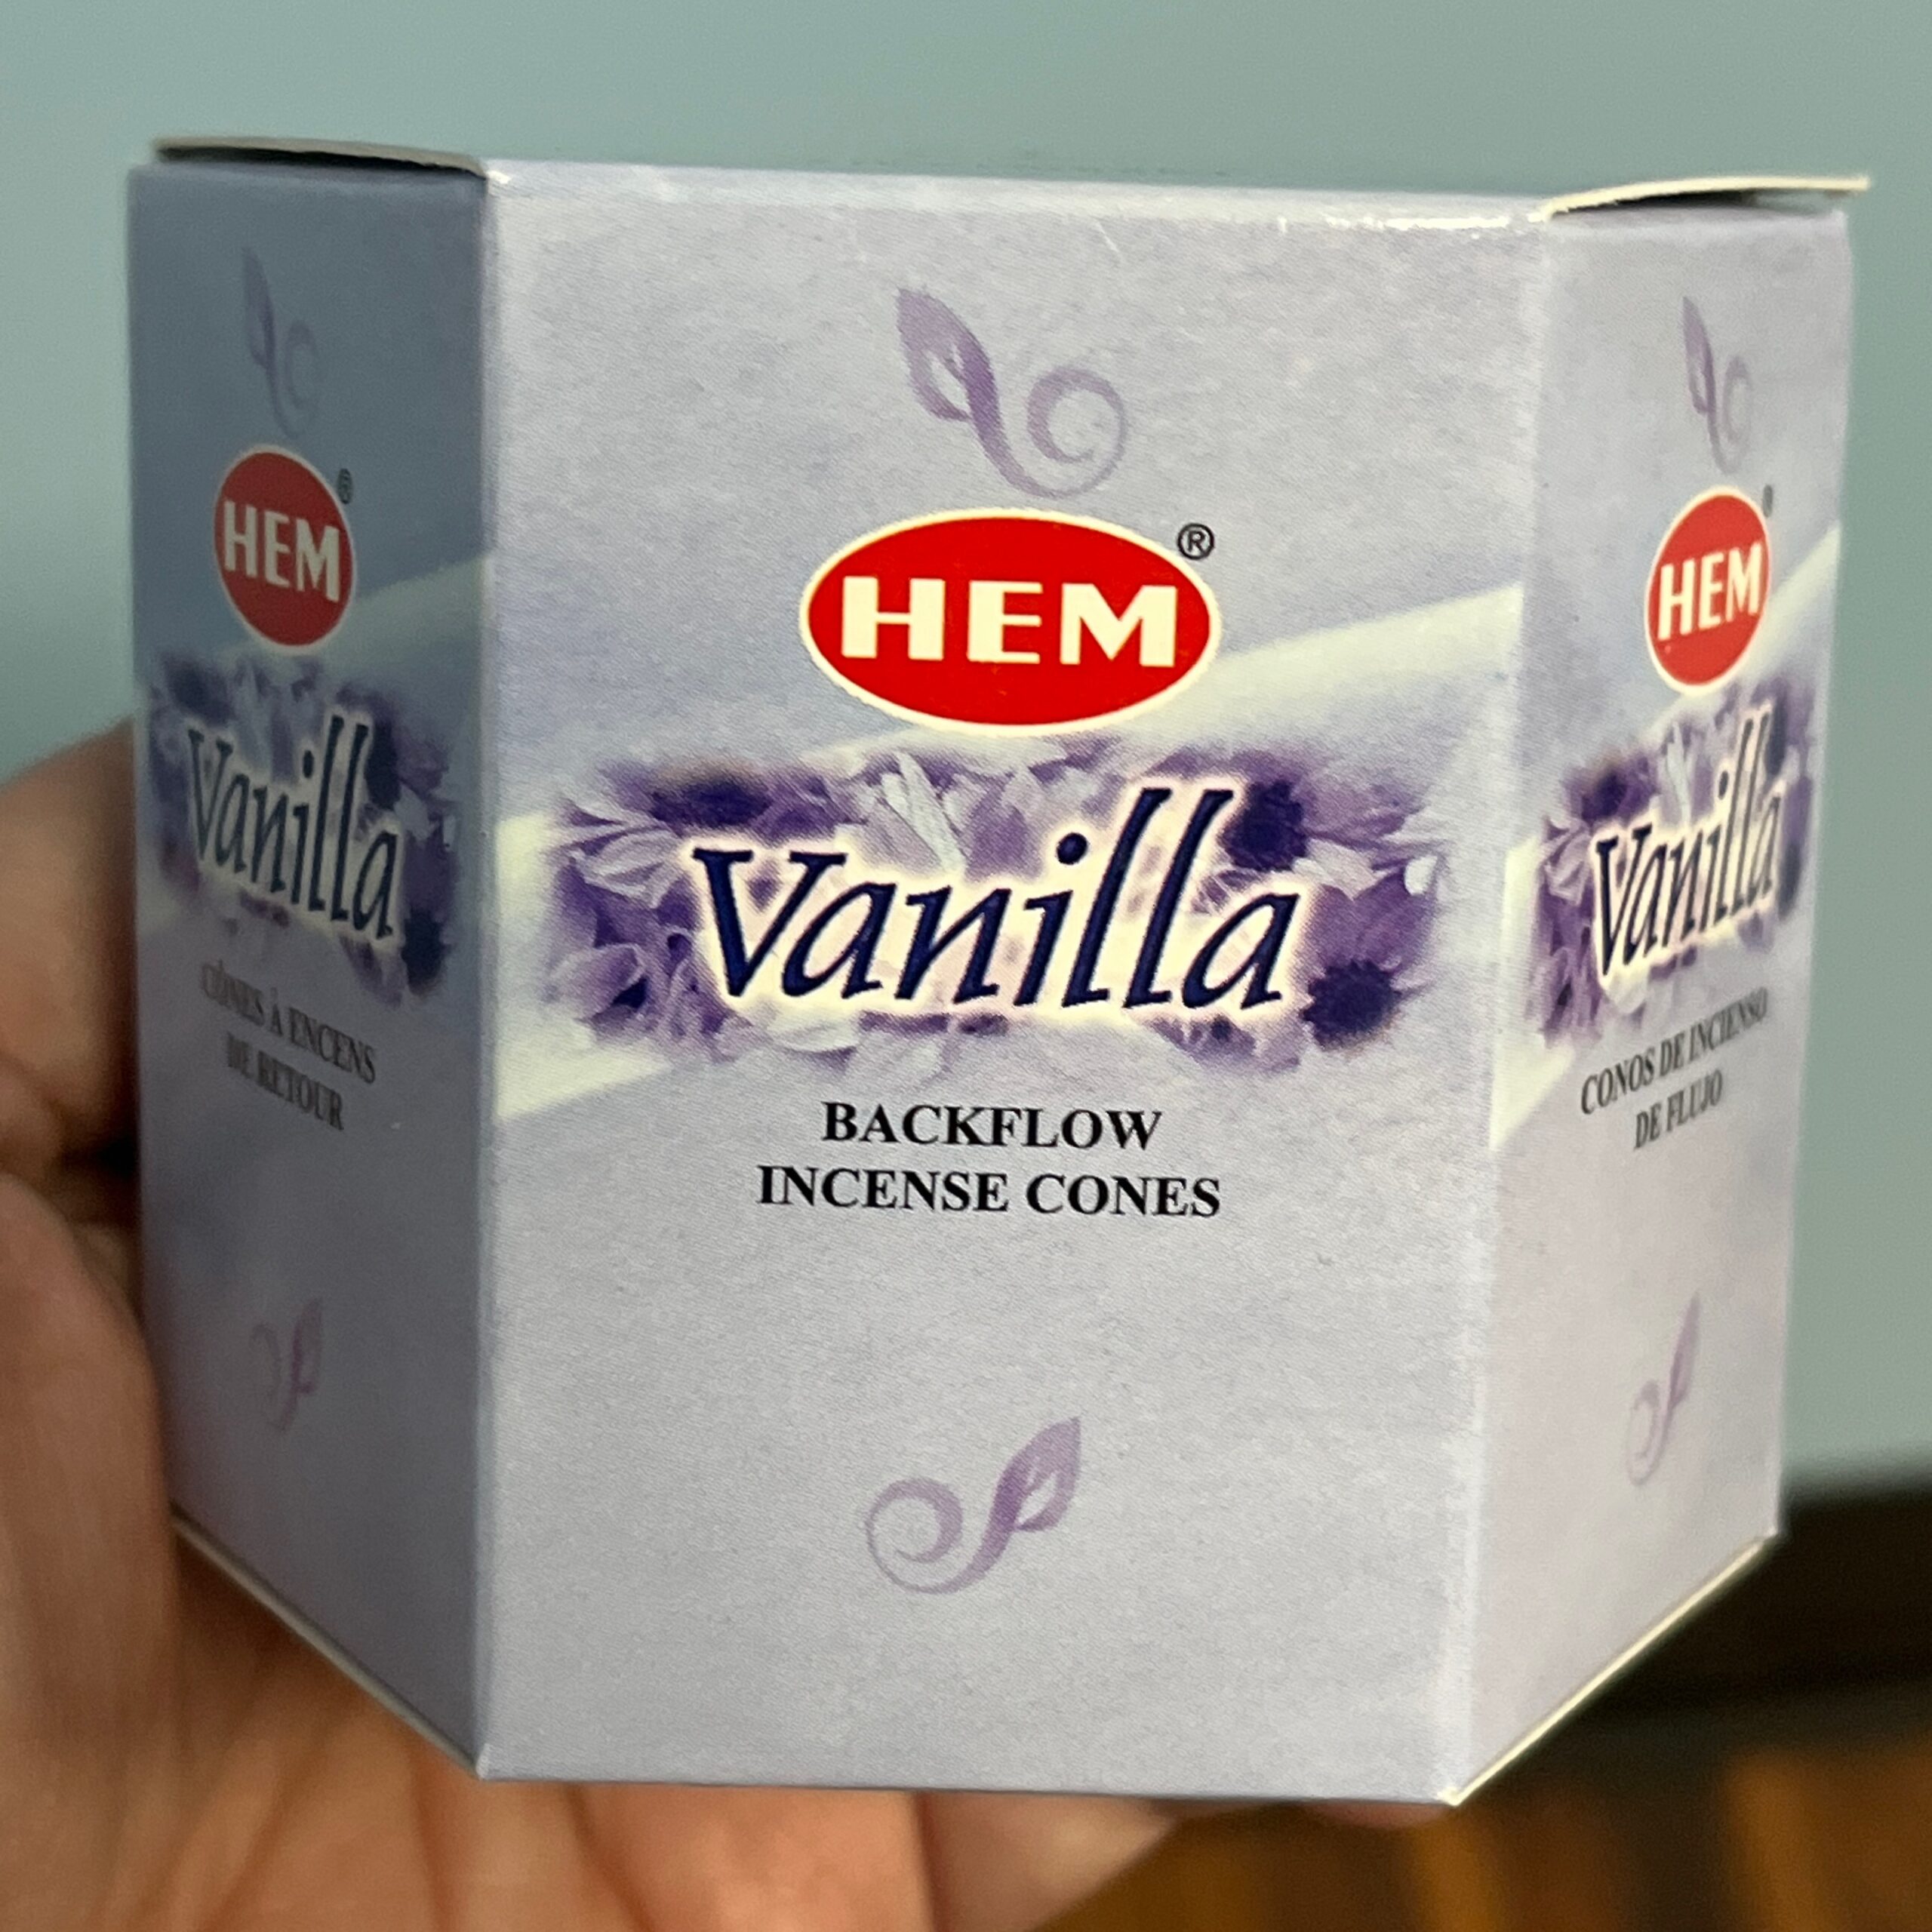 HEM®
Vanilla
CÔNES À ENCENS
DE RETOUR
HEM®
Vanilla
BACKFLOW
INCENSE CONES
HEM®
Vanilla
CONOS DE INCIENSO
DE FLUJO